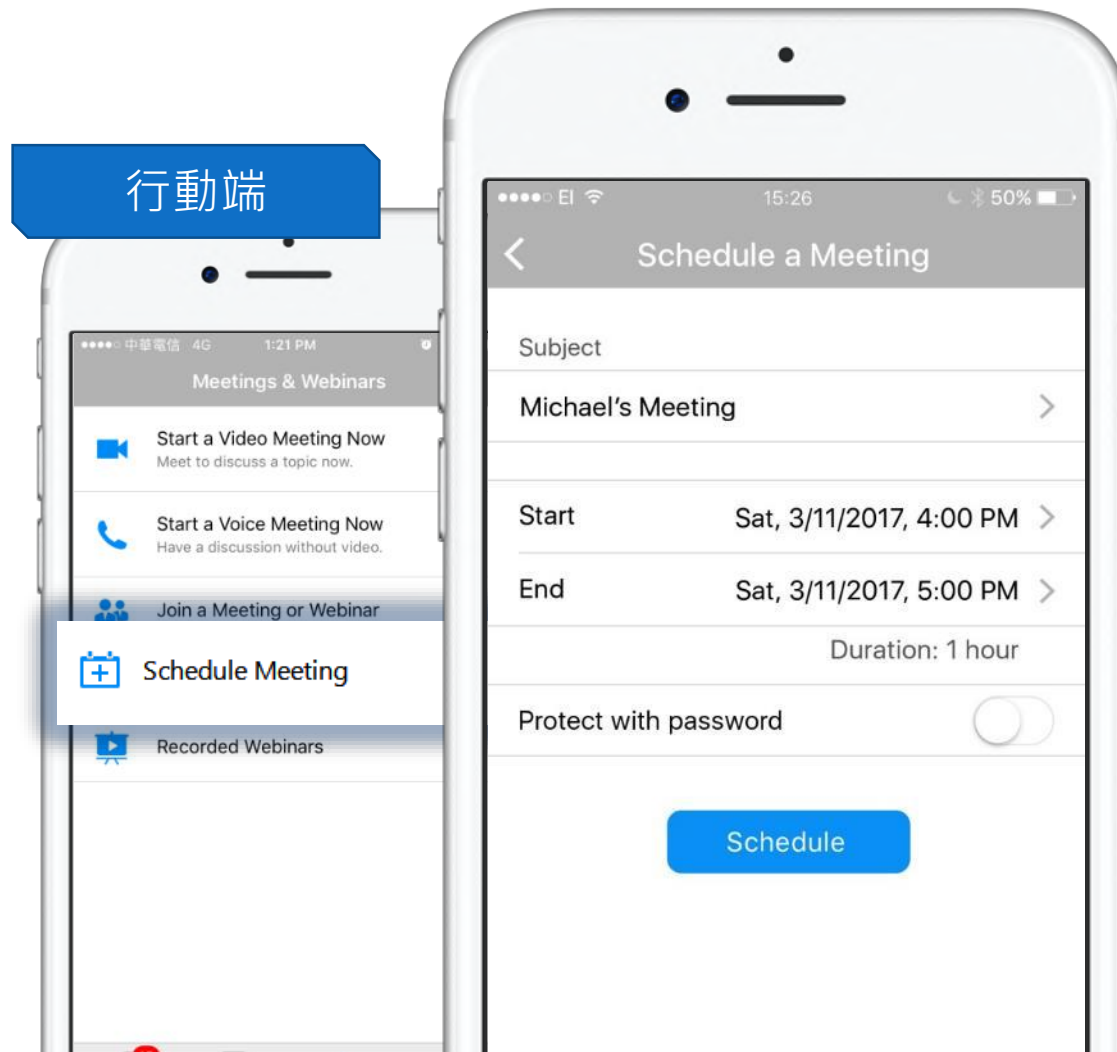 行動端
中華電信 4G 1:21 PM
Meetings & Webinars
Start a Video Meeting Now
Meet to discuss a topic now.
Start a Voice Meeting Now
Have a discussion without video.
Join a Meeting or Webinar
Schedule Meeting
Recorded Webinars
EI 15:26 50%
Schedule a Meeting
Subject
Michael's Meeting
Start Sat, 3/11/2017, 4:00 PM
End Sat, 3/11/2017, 5:00 PM
Duration: 1 hour
Protect with password
Schedule